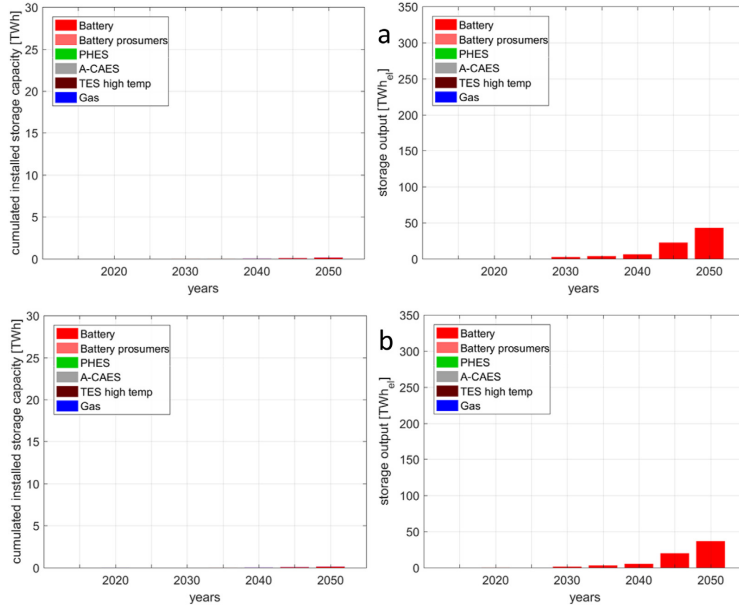 cumulated installed storage capacity [TWh]
30
25
20
15
10
5
0
Battery
Battery prosumers
PHES
A-CAES
TES high temp
Gas
2020
2030
2040
2050
years
a
storage output [TWh_el]
350
300
250
200
150
100
50
0
Battery
Battery prosumers
PHES
A-CAES
TES high temp
Gas
2020
2030
2040
2050
years
cumulated installed storage capacity [TWh]
30
25
20
15
10
5
0
Battery
Battery prosumers
PHES
A-CAES
TES high temp
Gas
2020
2030
2040
2050
years
b
storage output [TWh_el]
350
300
250
200
150
100
50
0
Battery
Battery prosumers
PHES
A-CAES
TES high temp
Gas
2020
2030
2040
2050
years